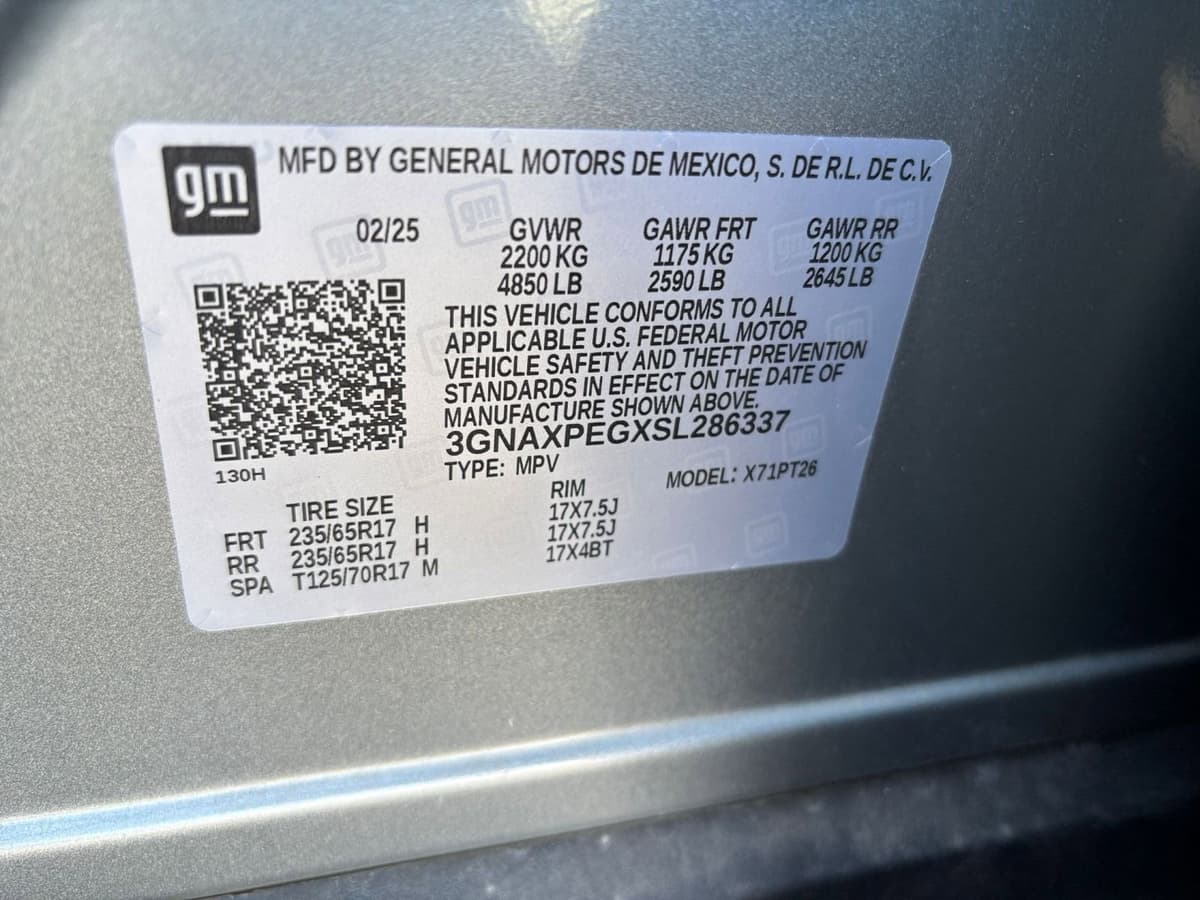 gm
MFD BY GENERAL MOTORS DE MEXICO, S. DE R.L. DE C.V.
02/25 GVWR GAWR FRT GAWR RR
2200 KG 1175 KG 1200 KG
4850 LB 2590 LB 2645 LB
THIS VEHICLE CONFORMS TO ALL
APPLICABLE U.S. FEDERAL MOTOR
VEHICLE SAFETY AND THEFT PREVENTION
STANDARDS IN EFFECT ON THE DATE OF
MANUFACTURE SHOWN ABOVE.
3GNAXPEGXSL286337
130H
TYPE: MPV MODEL: X71PT26
TIRE SIZE RIM
FRT 235/65R17 H 17X7.5J
RR 235/65R17 H 17X7.5J
SPA T125/70R17 M 17X4BT